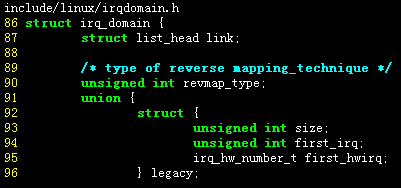 include/linux/irqdomain.h
86 struct irq_domain {
87         struct list_head link;
88
89         /* type of reverse mapping_technique */
90         unsigned int revmap_type;
91         union {
92                 struct {
93                         unsigned int size;
94                         unsigned int first_irq;
95                         irq_hw_number_t first_hwirq;
96                 } legacy;